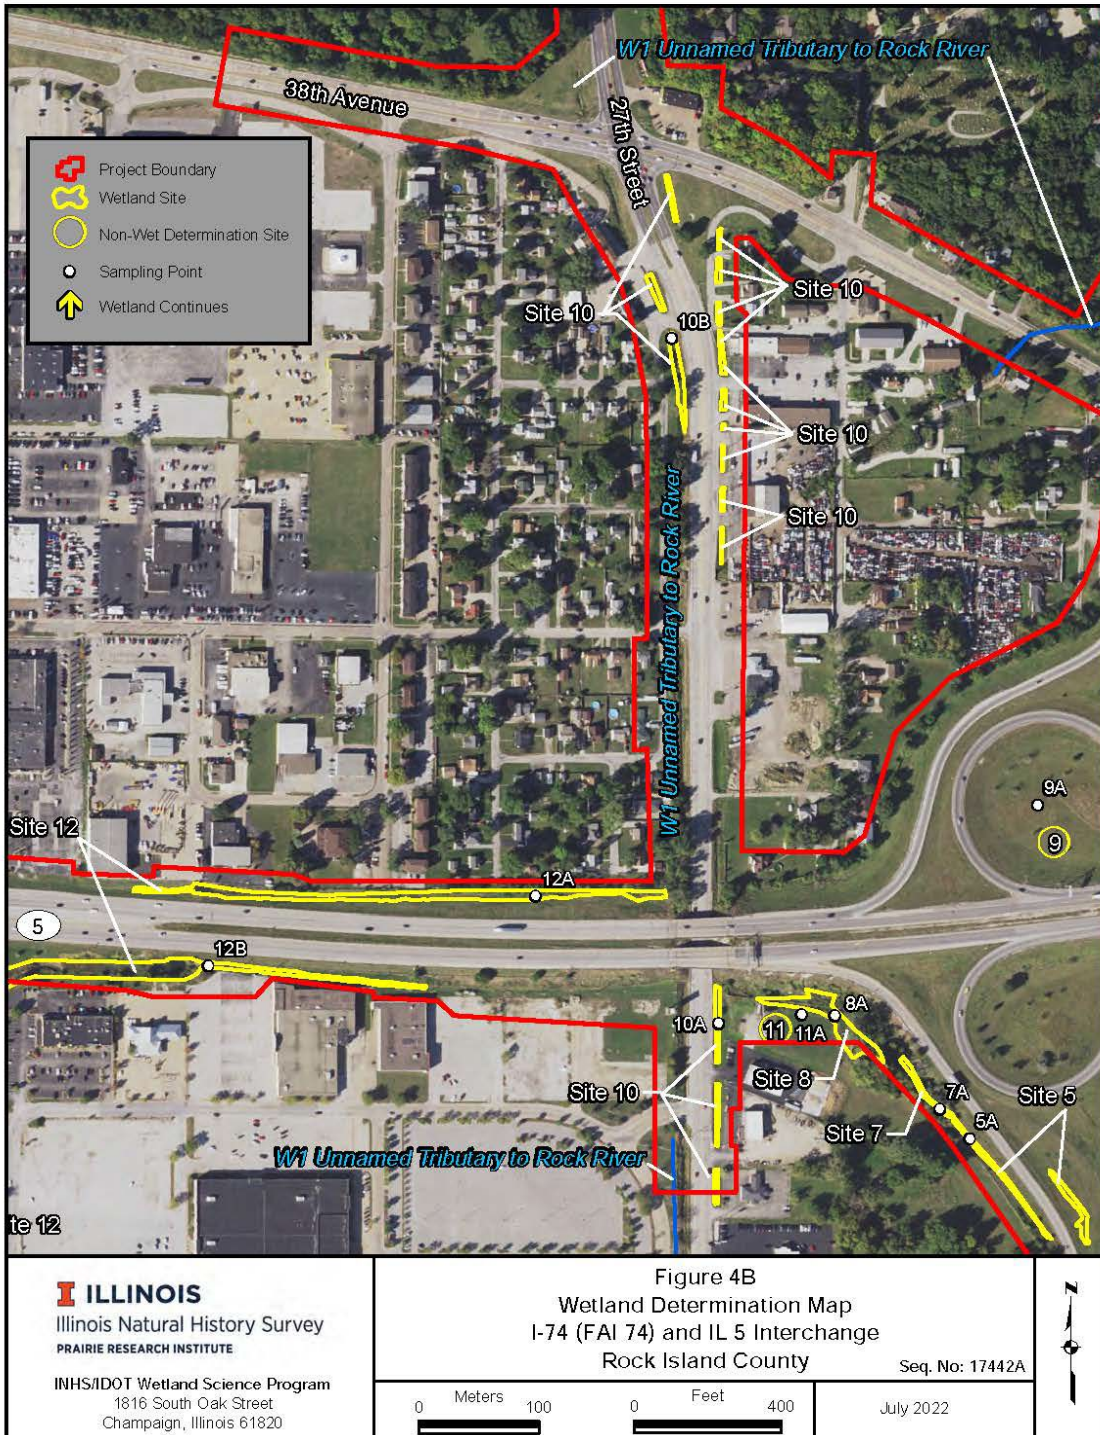 W1 Unnamed Tributary to Rock River
38th Avenue
27th Street
Project Boundary
Wetland Site
Non-Wet Determination Site
Sampling Point
Wetland Continues
Site 10
Site 10
10B
Site 10
Site 10
W1 Unnamed Tributary to Rock River
9A
9
Site 12
12A
5
12B
10A
11
11A
8A
Site 8
Site 10
7A
Site 5
5A
Site 7
W1 Unnamed Tributary to Rock River
te 12
ILLINOIS
Illinois Natural History Survey
PRAIRIE RESEARCH INSTITUTE
INHS/IDOT Wetland Science Program
1816 South Oak Street
Champaign, Illinois 61820
Figure 4B
Wetland Determination Map
I-74 (FAI 74) and IL 5 Interchange
Rock Island County
Seq. No: 17442A
Meters
0 100
Feet
0 400
July 2022
N